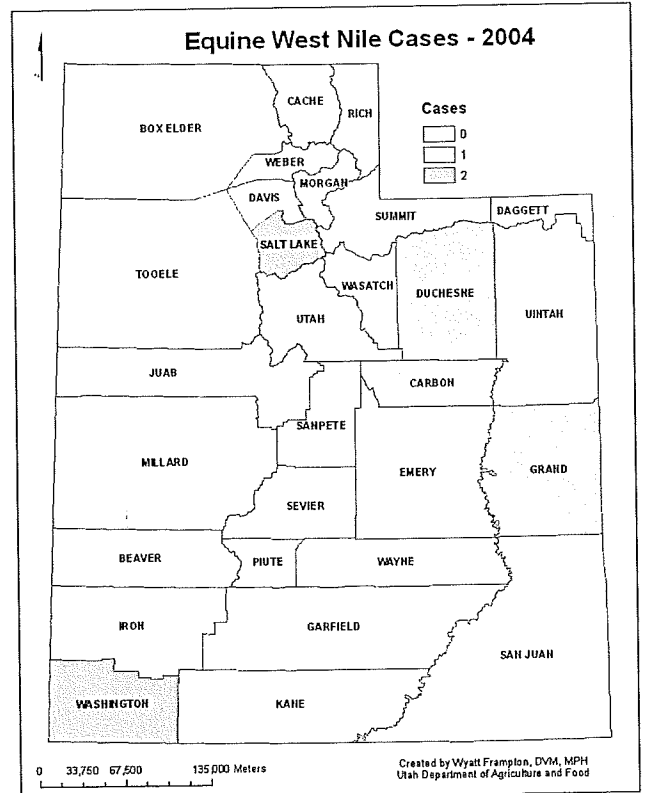 Equine West Nile Cases - 2004
Cases
0
1
2
CACHE
RICH
BOX ELDER
WEBER
MORGAN
DAVIS
SUMMIT
DAGGETT
SALT LAKE
TOOELE
WASATCH
DUCHESNE
UINTAH
UTAH
JUAB
CARBON
SANPETE
MILLARD
EMERY
GRAND
SEVIER
BEAVER
PIUTE
WAYNE
IRON
GARFIELD
SAN JUAN
WASHINGTON
KANE
0 33,750 67,500 135,000 Meters
Created by Wyatt Frampton, DVM, MPH
Utah Department of Agriculture and Food